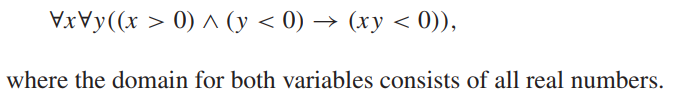 ∀x∀y((x > 0) ∧ (y < 0) → (xy < 0)),
where the domain for both variables consists of all real numbers.